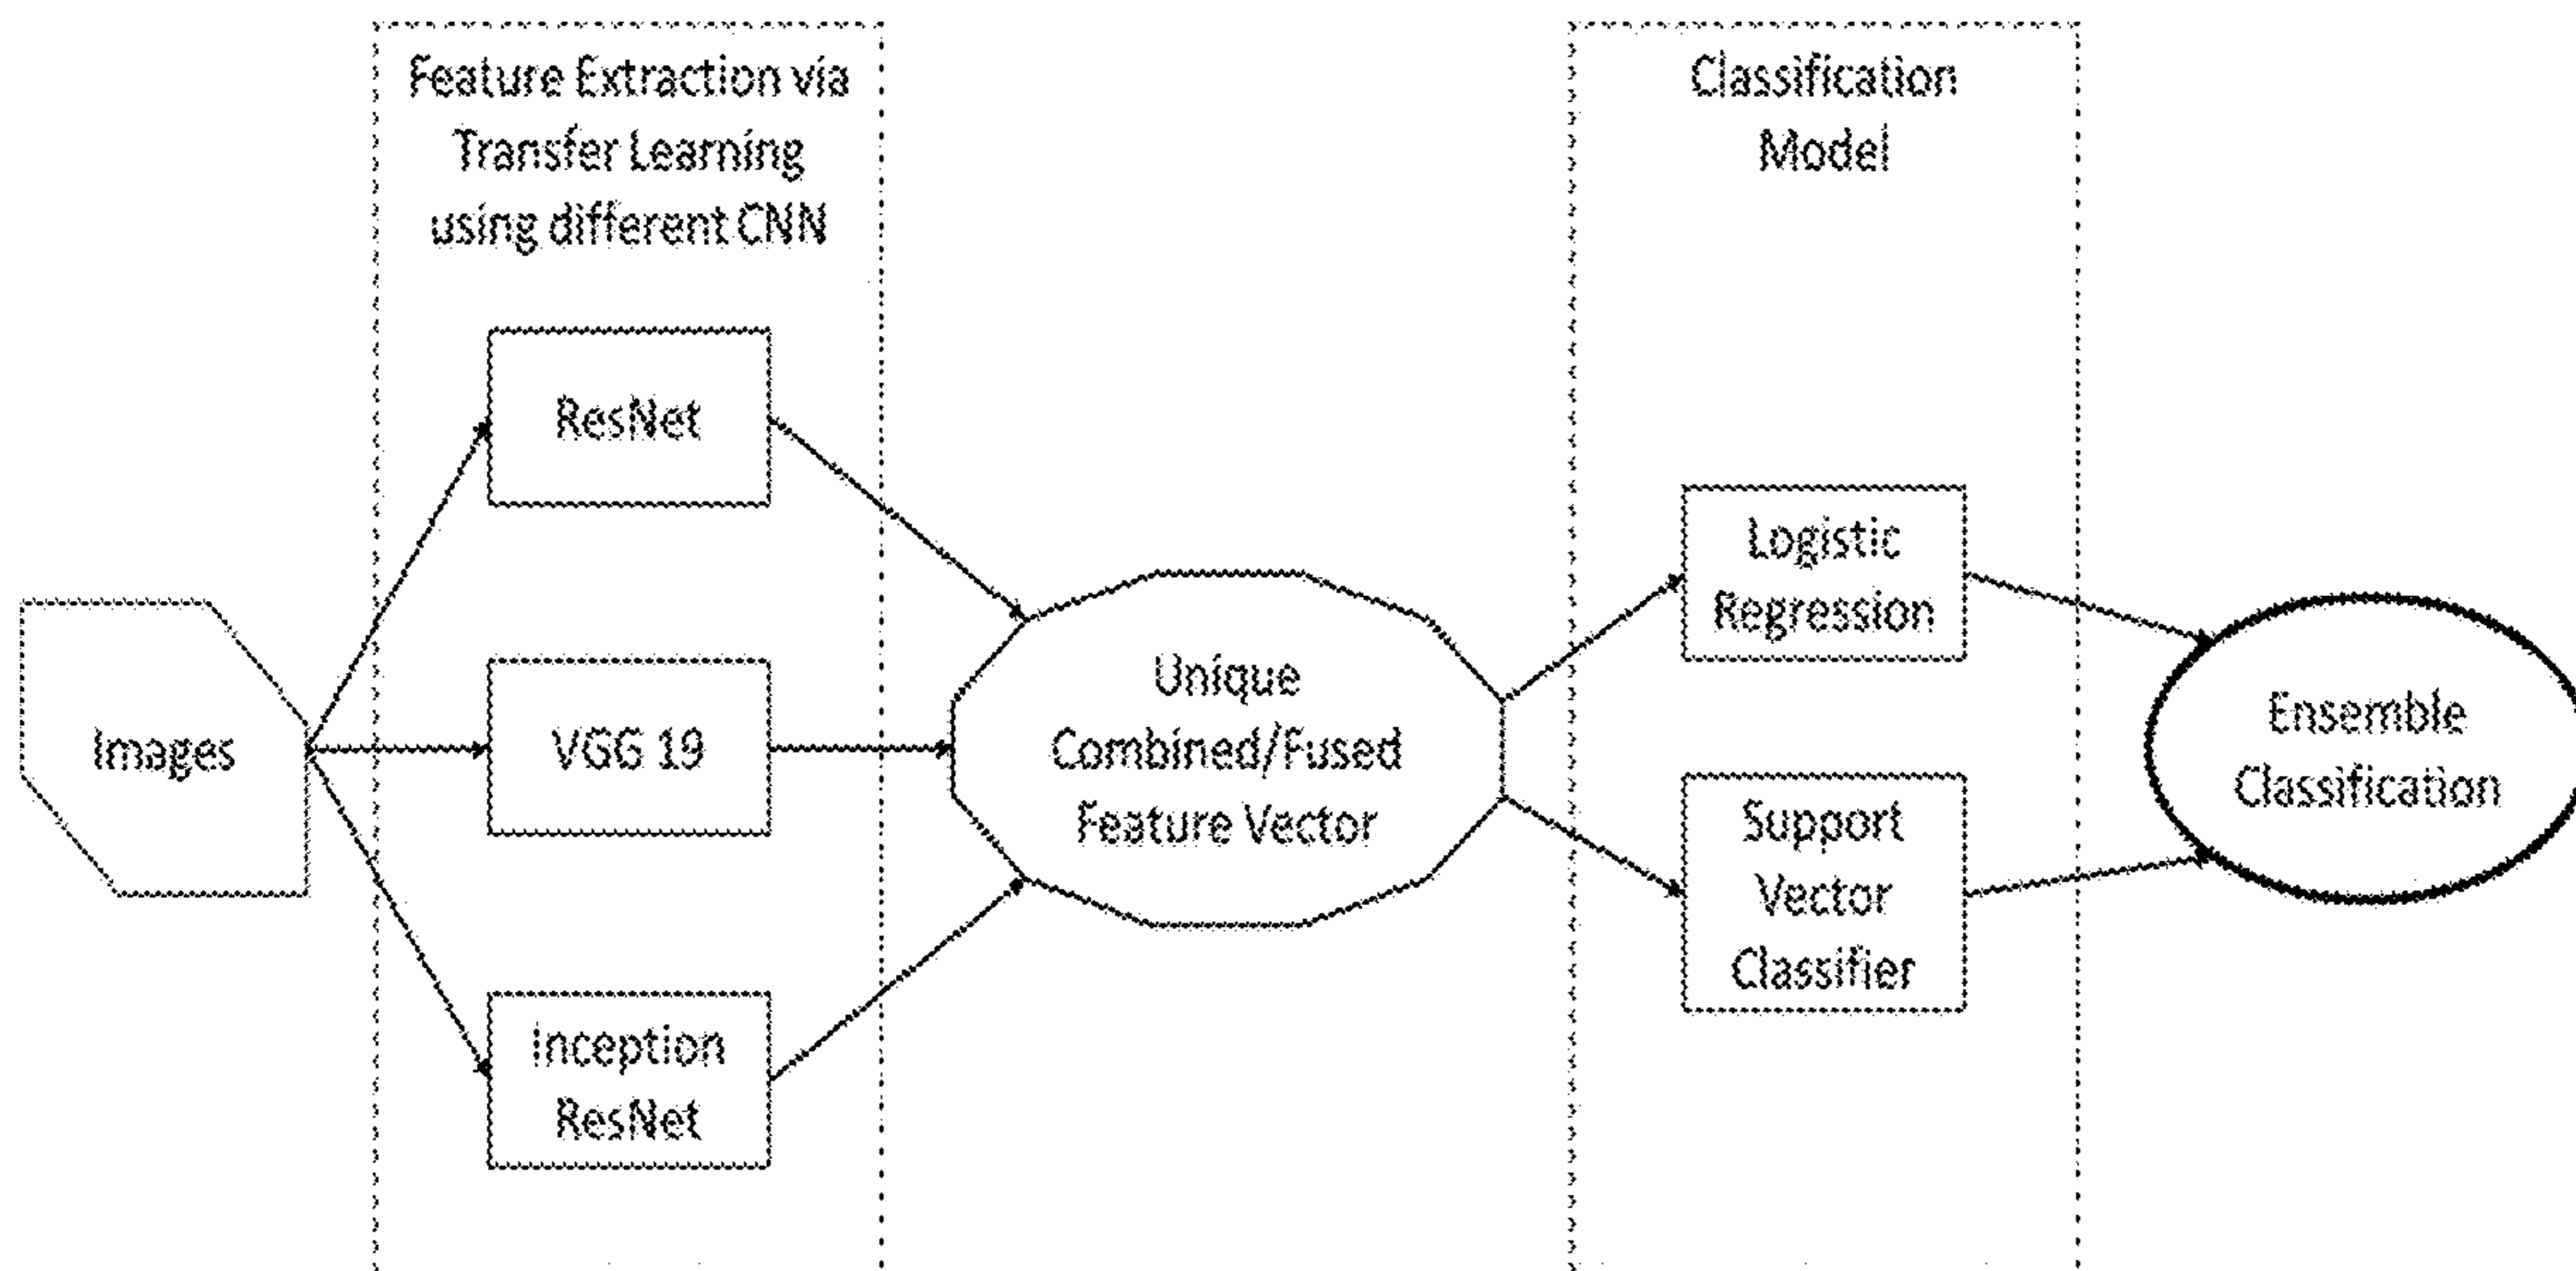 Feature Extraction via
Transfer Learning
using different CNN
Classification
Model
ResNet
Logistic
Regression
Images
VGG 19
Unique
Combined/Fused
Feature Vector
Ensemble
Classification
Support
Vector
Classifier
Inception
ResNet